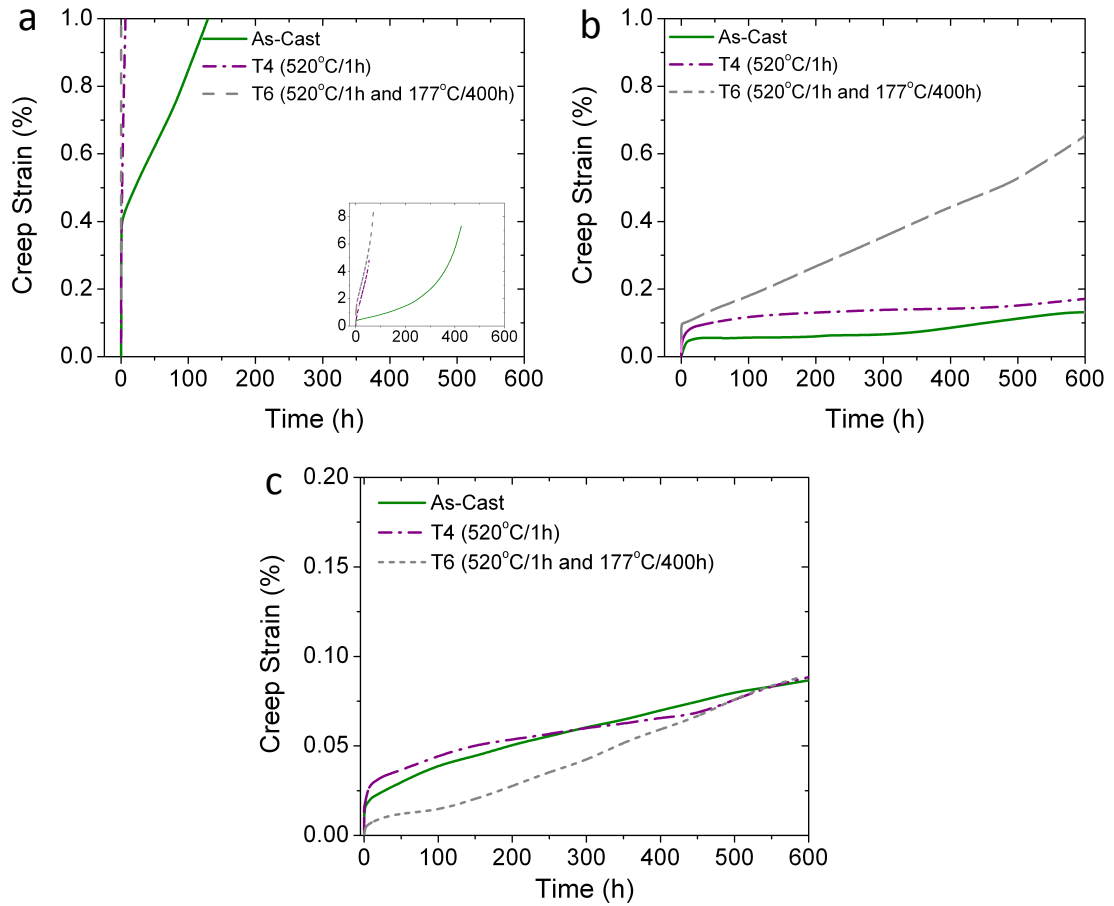 a
As-Cast
T4 (520°C/1h)
T6 (520°C/1h and 177°C/400h)
Creep Strain (%)
1.0
0.8
0.6
0.4
0.2
0.0
8
6
4
2
0
0 200 400 600
0 100 200 300 400 500 600
Time (h)
b
As-Cast
T4 (520°C/1h)
T6 (520°C/1h and 177°C/400h)
Creep Strain (%)
1.0
0.8
0.6
0.4
0.2
0.0
0 100 200 300 400 500 600
Time (h)
c
As-Cast
T4 (520°C/1h)
T6 (520°C/1h and 177°C/400h)
Creep Strain (%)
0.20
0.15
0.10
0.05
0.00
0 100 200 300 400 500 600
Time (h)